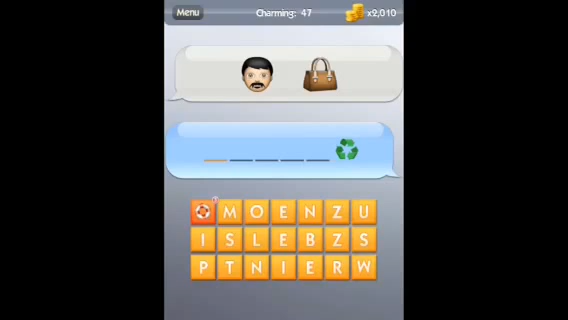 Menu
Charming: 47
x2,010
M O E N Z U
I S L E B Z S
P T N I E R W